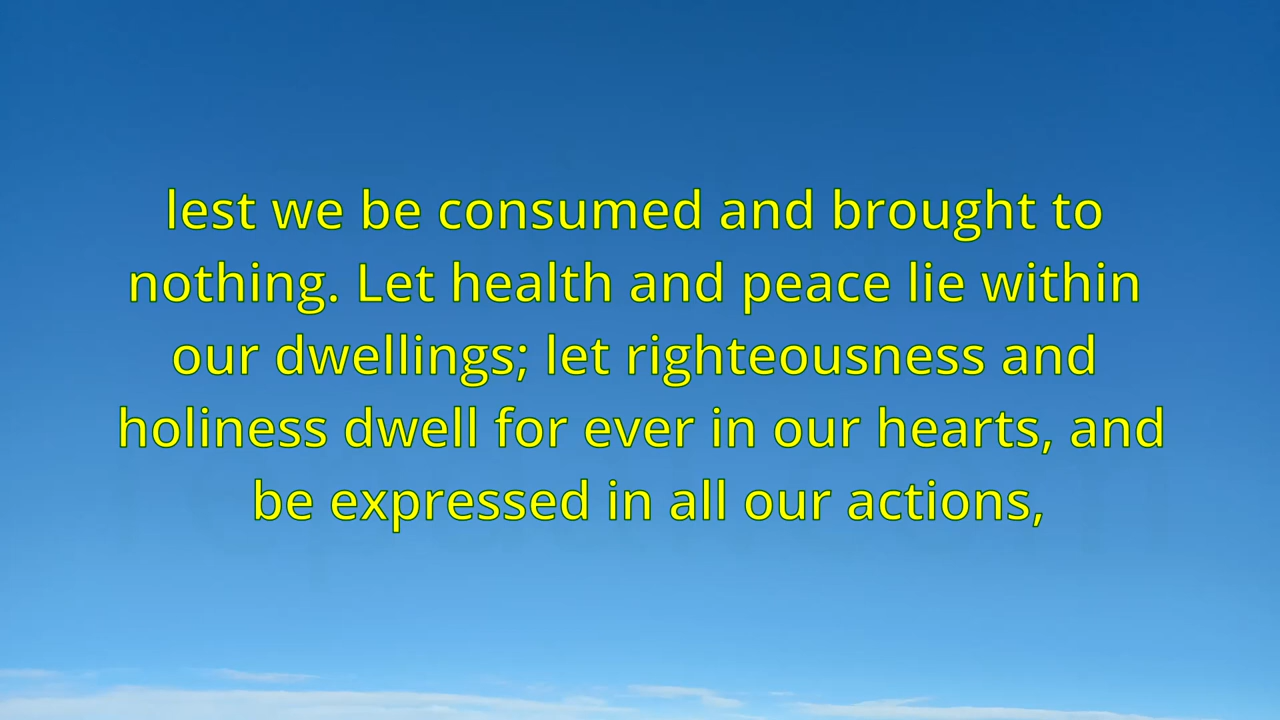 lest we be consumed and brought to
nothing. Let health and peace lie within
our dwellings; let righteousness and
holiness dwell for ever in our hearts, and
be expressed in all our actions,